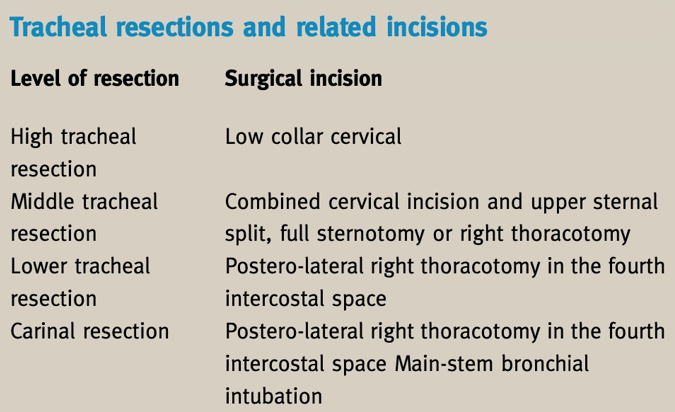 Tracheal resections and related incisions
Level of resection Surgical incision
High tracheal Low collar cervical
resection
Middle tracheal Combined cervical incision and upper sternal
resection split, full sternotomy or right thoracotomy
Lower tracheal Postero-lateral right thoracotomy in the fourth
resection intercostal space
Carinal resection Postero-lateral right thoracotomy in the fourth
intercostal space Main-stem bronchial
intubation